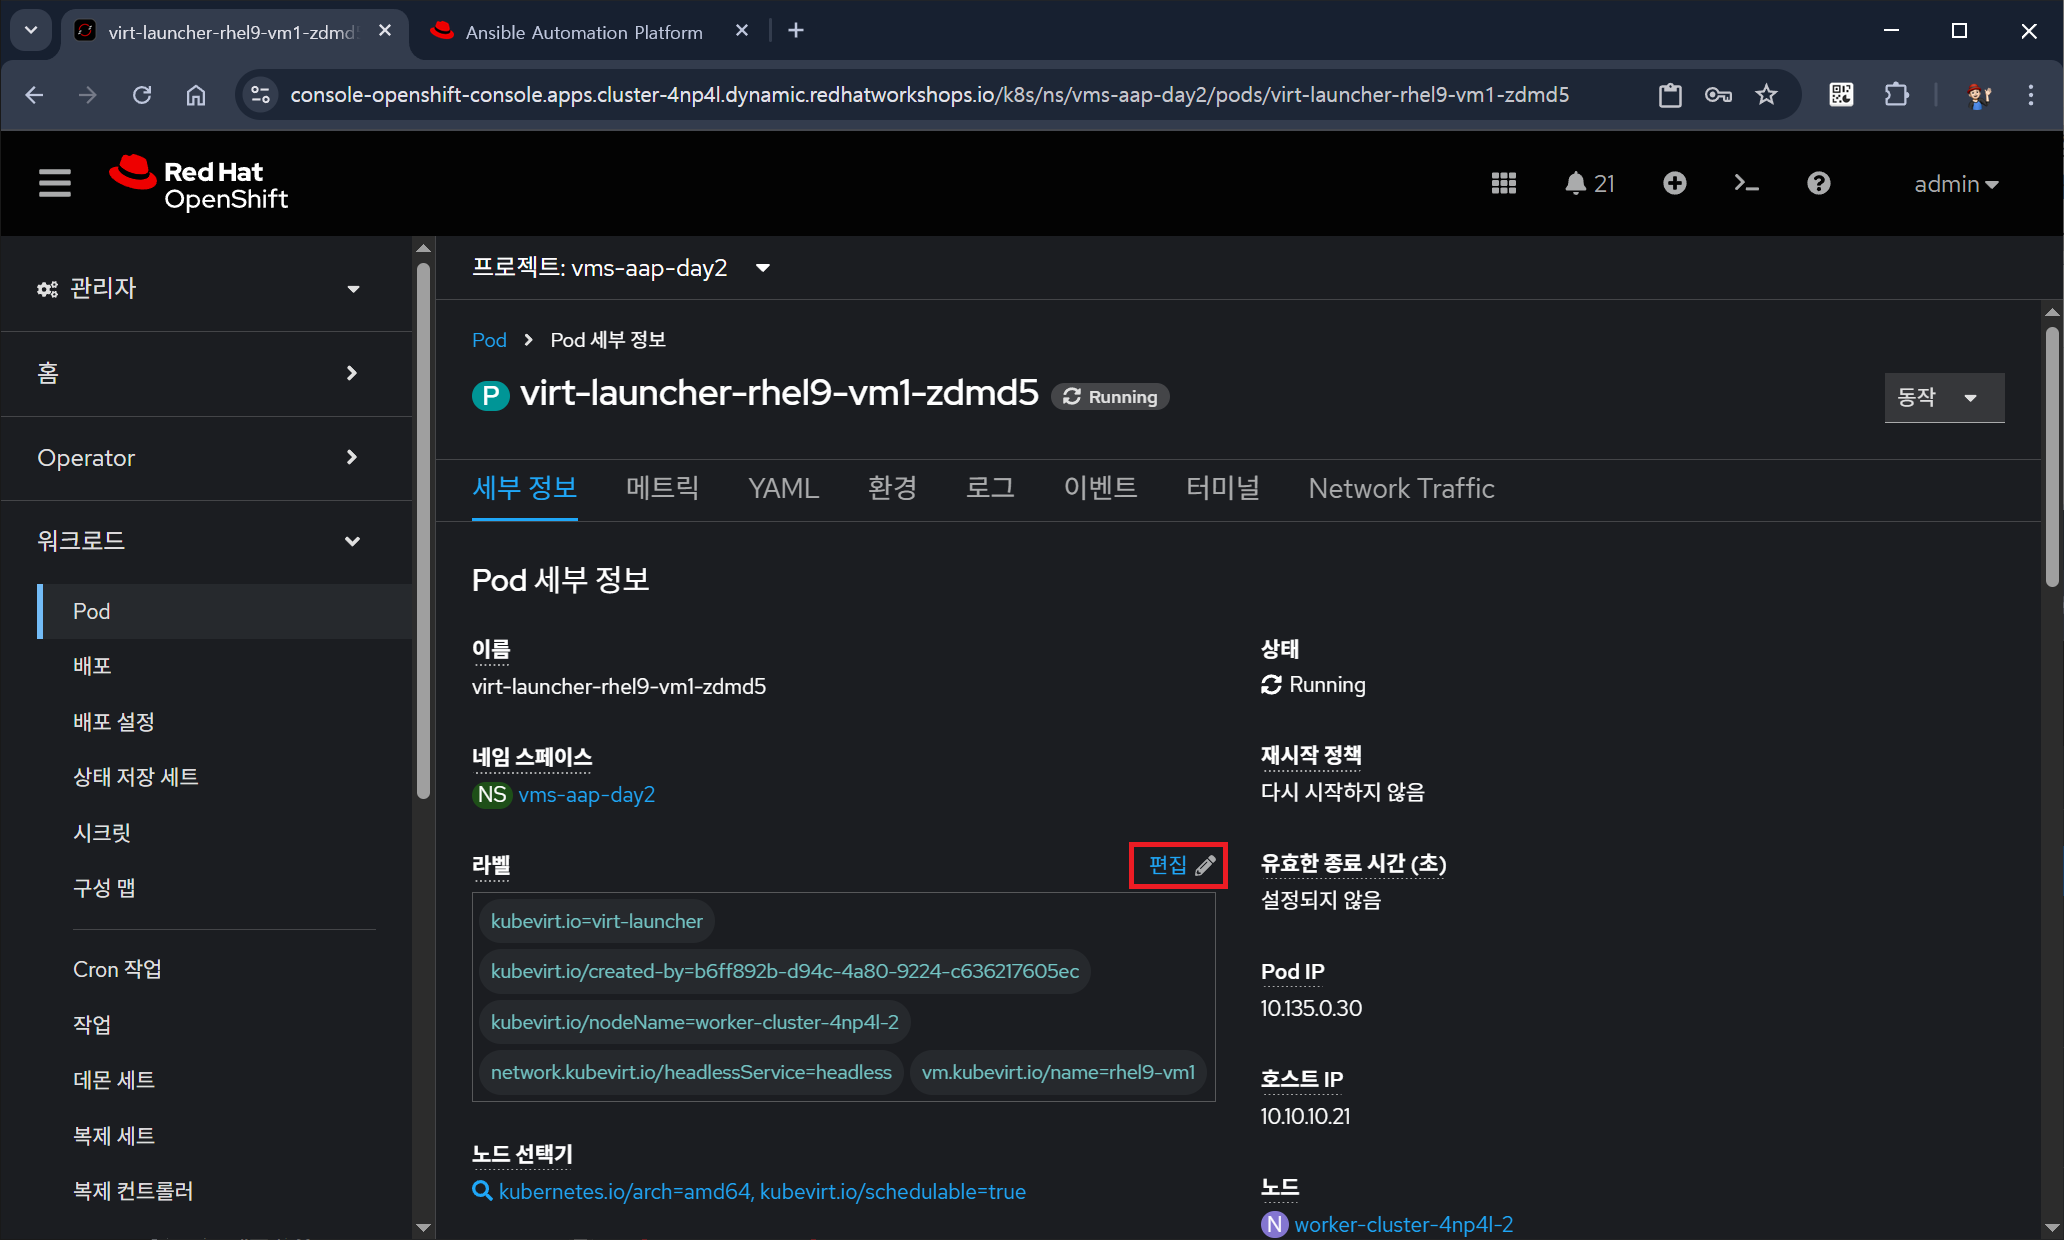 virt-launcher-rhel9-vm1-zdmd
Ansible Automation Platform
console-openshift-console.apps.cluster-4np4l.dynamic.redhatworkshops.io/k8s/ns/vms-aap-day2/pods/virt-launcher-rhel9-vm1-zdmd5
Red Hat
OpenShift
21
admin
관리자
홈
Operator
워크로드
Pod
배포
배포 설정
상태 저장 세트
시크릿
구성 맵
Cron 작업
작업
데몬 세트
복제 세트
복제 컨트롤러
프로젝트: vms-aap-day2
Pod > Pod 세부 정보
P virt-launcher-rhel9-vm1-zdmd5 Running
동작
세부 정보 메트릭 YAML 환경 로그 이벤트 터미널 Network Traffic
Pod 세부 정보
이름
virt-launcher-rhel9-vm1-zdmd5
네임 스페이스
NS vms-aap-day2
라벨
편집
kubevirt.io=virt-launcher
kubevirt.io/created-by=b6ff892b-d94c-4a80-9224-c636217605ec
kubevirt.io/nodeName=worker-cluster-4np4l-2
network.kubevirt.io/headlessService=headless vm.kubevirt.io/name=rhel9-vm1
노드 선택기
kubernetes.io/arch=amd64, kubevirt.io/schedulable=true
상태
Running
재시작 정책
다시 시작하지 않음
유효한 종료 시간 (초)
설정되지 않음
Pod IP
10.135.0.30
호스트 IP
10.10.10.21
노드
N worker-cluster-4np4l-2